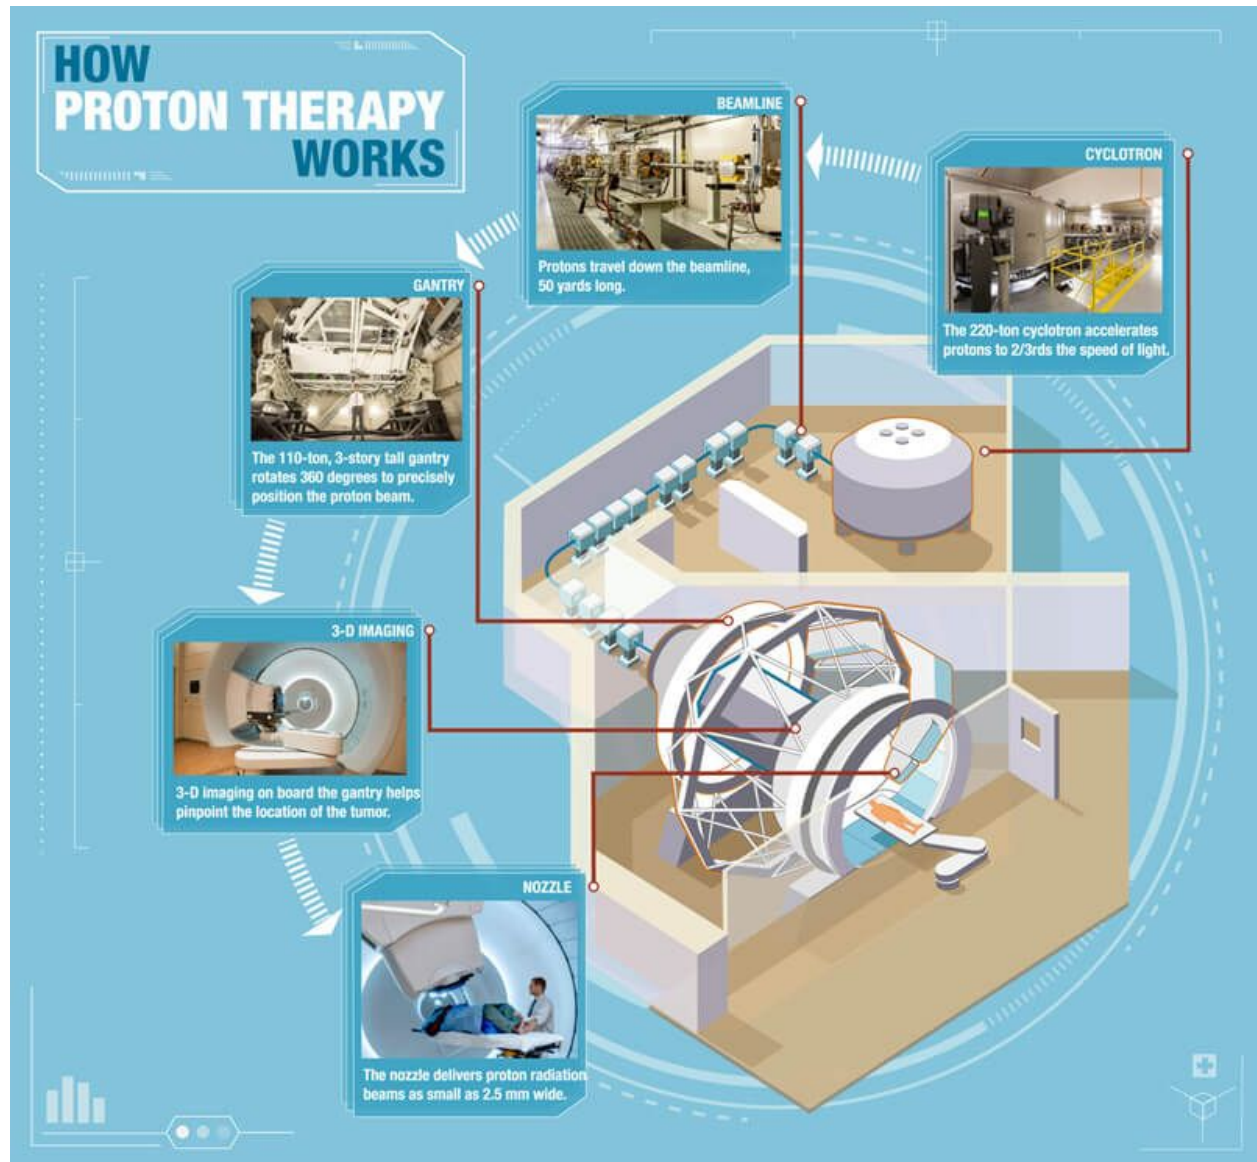 HOW
PROTON THERAPY
WORKS
CYCLOTRON
The 220-ton cyclotron accelerates
protons to 2/3rds the speed of light.
BEAMLINE
Protons travel down the beamline,
50 yards long.
GANTRY
The 110-ton, 3-story tall gantry
rotates 360 degrees to precisely
position the proton beam.
3-D IMAGING
3-D imaging on board the gantry helps
pinpoint the location of the tumor.
NOZZLE
The nozzle delivers proton radiation
beams as small as 2.5 mm wide.